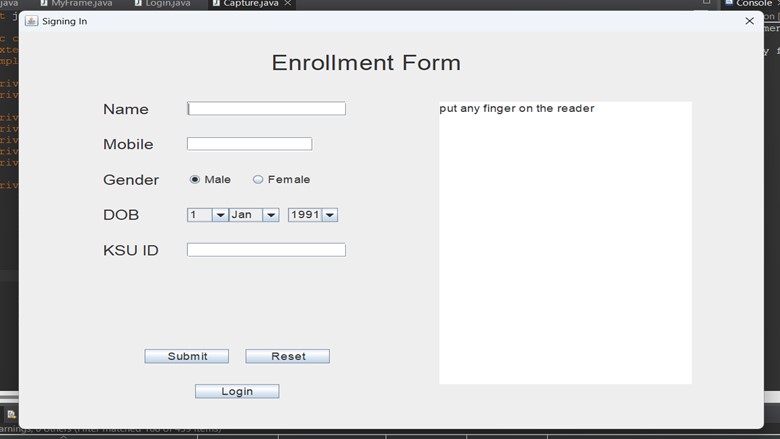 java
MyFrame.java
Login.java
Capture.java
Console
Signing In
Enrollment Form
Name
put any finger on the reader
Mobile
Gender
Male
Female
DOB
1
Jan
1991
KSU ID
Submit
Reset
Login